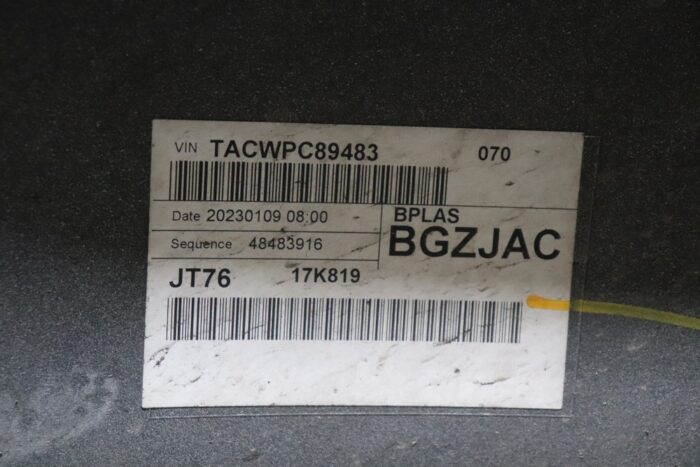 VIN TACWPC89483 070
Date 20230109 08:00
BPLAS
Sequence 48483916
BGZJAC
JT76 17K819